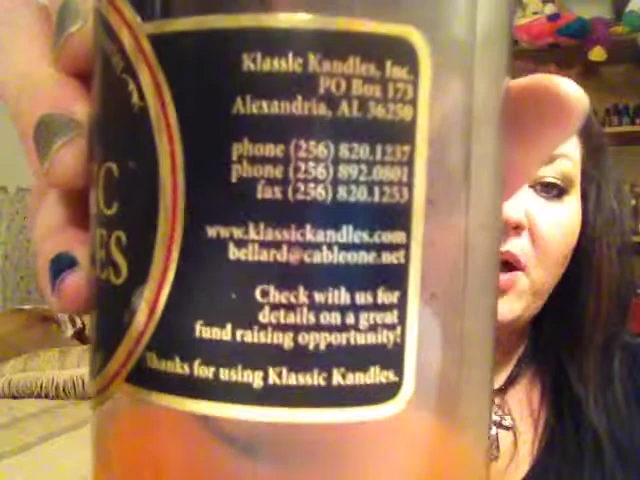 Klassic Kandles, Inc.
PO Box 173
Alexandria, AL 36250
phone (256) 820.1237
phone (256) 892.0801
fax (256) 820.1253
www.klassickandles.com
bellard@cableone.net
Check with us for
details on a great
fund raising opportunity!
Thanks for using Klassic Kandles.
IC
LES